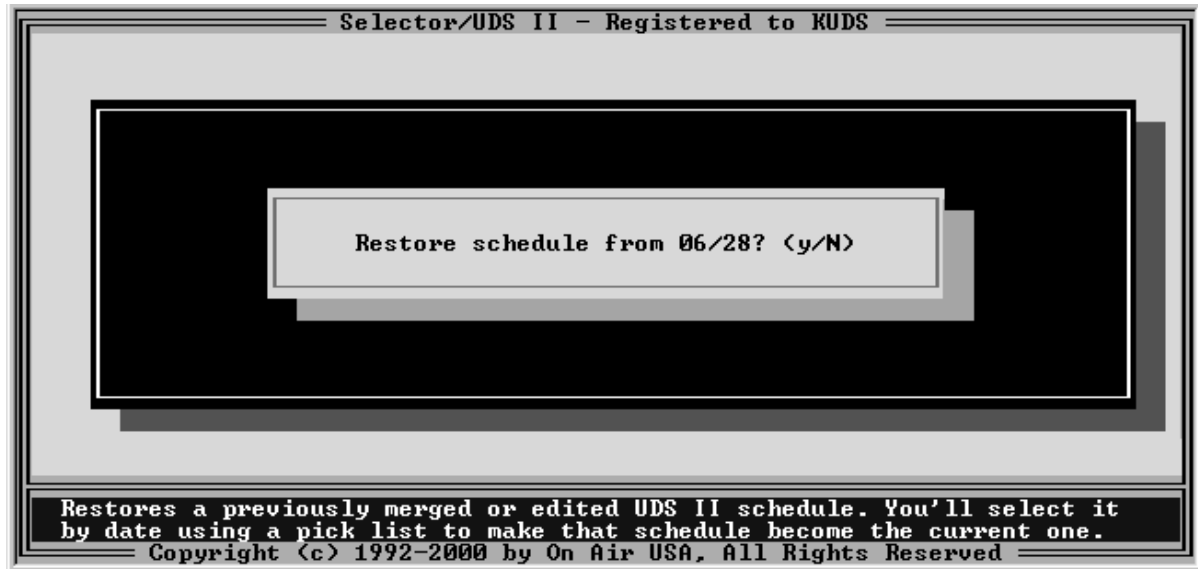 Selector/UDS II - Registered to KUDS
Restore schedule from 06/28? (y/N)
Restores a previously merged or edited UDS II schedule. You'll select it
by date using a pick list to make that schedule become the current one.
Copyright (c) 1992-2000 by On Air USA, All Rights Reserved